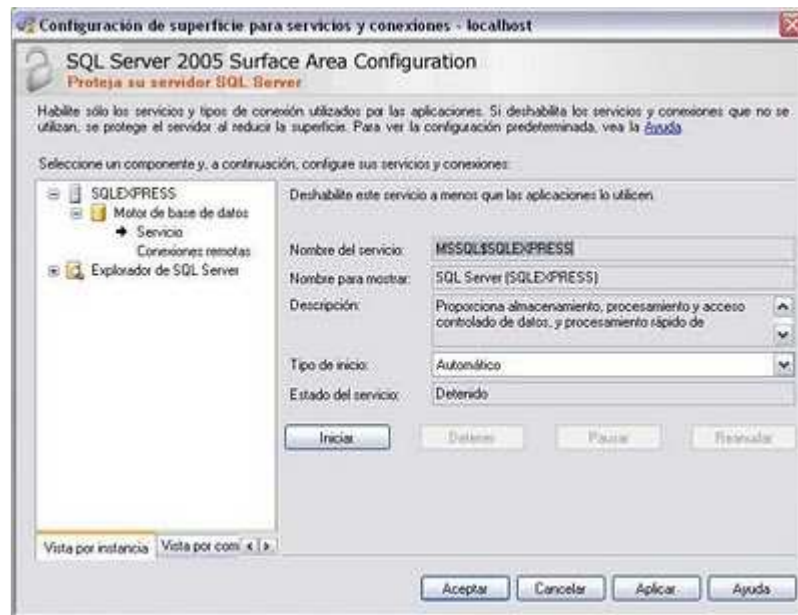 Configuración de superficie para servicios y conexiones - localhost
SQL Server 2005 Surface Area Configuration
Proteja su servidor SQL Server
Habilite sólo los servicios y tipos de conexión utilizados por las aplicaciones. Si deshabilita los servicios y conexiones que no se
utilizan, se protege el servidor al reducir la superficie. Para ver la configuración predeterminada, vea la Ayuda
Seleccione un componente y, a continuación, configure sus servicios y conexiones:
SQLEXPRESS
Motor de base de datos
Servicio
Conexiones remotas
Explorador de SQL Server
Deshabilite este servicio a menos que las aplicaciones lo utilicen.
Nombre del servicio: MSSQL$SQLEXPRESS
Nombre para mostrar: SQL Server (SQLEXPRESS)
Descripción: Proporciona almacenamiento, procesamiento y acceso
controlado de datos, y procesamiento rápido de
Tipo de inicio: Automático
Estado del servicio: Detenido
Iniciar Detener Pausar Reanudar
Vista por instancia Vista por com
Aceptar Cancelar Aplicar Ayuda